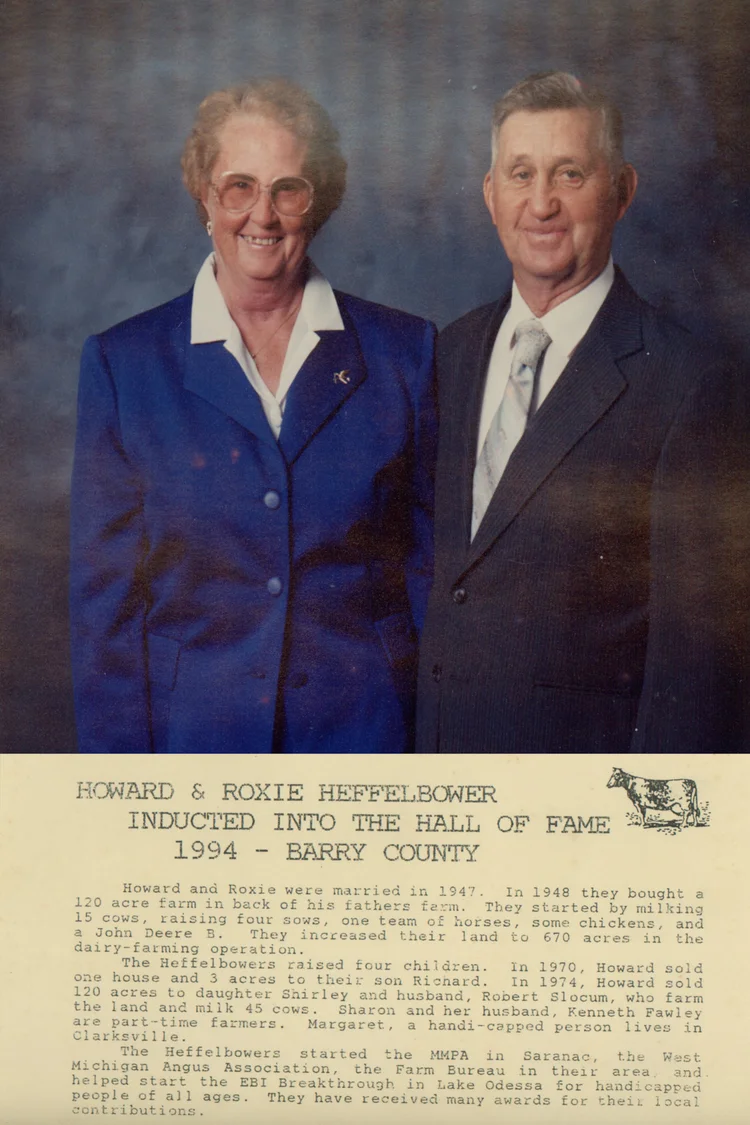 HOWARD & ROXIE HEFFELBOWER
INDUCTED INTO THE HALL OF FAME
1994 - BARRY COUNTY
Howard and Roxie were married in 1947. In 1948 they bought a
120 acre farm in back of his fathers farm. They started by milking
15 cows, raising four sows, one team of horses, some chickens, and
a John Deere B. They increased their land to 670 acres in the
dairy-farming operation.
The Heffelbowers raised four children. In 1970, Howard sold
one house and 3 acres to their son Richard. In 1974, Howard sold
120 acres to daughter Shirley and husband, Robert Slocum, who farm
the land and milk 45 cows. Sharon and her husband, Kenneth Fawley
are part-time farmers. Margaret, a handi-capped person lives in
Clarksville.
The Heffelbowers started the MMPA in Saranac, the West
Michigan Angus Association, the Farm Bureau in their area, and
helped start the EBI Breakthrough in Lake Odessa for handicapped
people of all ages. They have received many awards for their local
contributions.